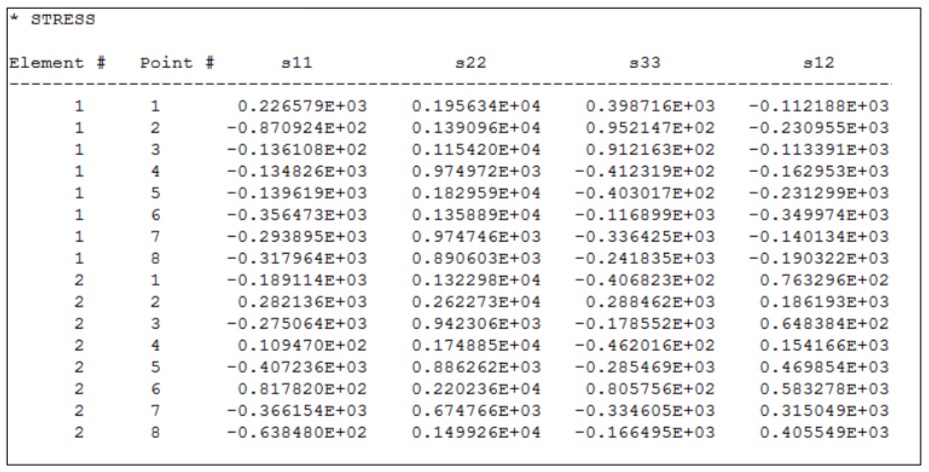 * STRESS
Element # Point # s11 s22 s33 s12
--------------------------------------------------------------------------------
1 1 0.226579E+03 0.195634E+04 0.398716E+03 -0.112188E+03
1 2 -0.870924E+02 0.139096E+04 0.952147E+02 -0.230955E+03
1 3 -0.136108E+02 0.115420E+04 0.912163E+02 -0.113391E+03
1 4 -0.134826E+03 0.974972E+03 -0.412319E+02 -0.162953E+03
1 5 -0.139619E+03 0.182959E+04 -0.403017E+02 -0.231299E+03
1 6 -0.356473E+03 0.135889E+04 -0.116899E+03 -0.349974E+03
1 7 -0.293895E+03 0.974746E+03 -0.336425E+03 -0.140134E+03
1 8 -0.317964E+03 0.890603E+03 -0.241835E+03 -0.190322E+03
2 1 -0.189114E+03 0.132298E+04 -0.406823E+02 0.763296E+02
2 2 0.282136E+03 0.262273E+04 0.288462E+03 0.186193E+03
2 3 -0.275064E+03 0.942306E+03 -0.178552E+03 0.648384E+02
2 4 0.109470E+02 0.174885E+04 -0.462016E+02 0.154166E+03
2 5 -0.407236E+03 0.886262E+03 -0.285469E+03 0.469854E+03
2 6 0.817820E+02 0.220236E+04 0.805756E+02 0.583278E+03
2 7 -0.366154E+03 0.674766E+03 -0.334605E+03 0.315049E+03
2 8 -0.638480E+02 0.149926E+04 -0.166495E+03 0.405549E+03